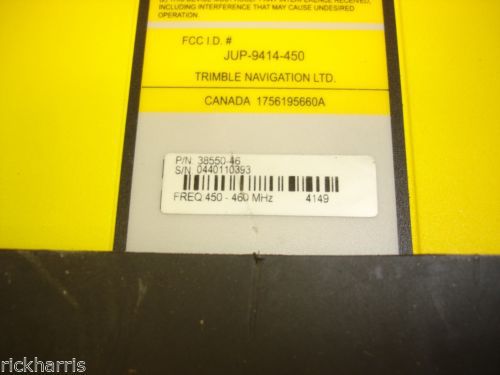 INCLUDING INTERFERENCE THAT MAY CAUSE UNDESIRED
OPERATION.
FCC I.D. #
JUP-9414-450
TRIMBLE NAVIGATION LTD.
CANADA 1756195660A
P/N: 38550-46
S/N: 0440110393
FREQ:450 - 460 MHz 4149
rickharris